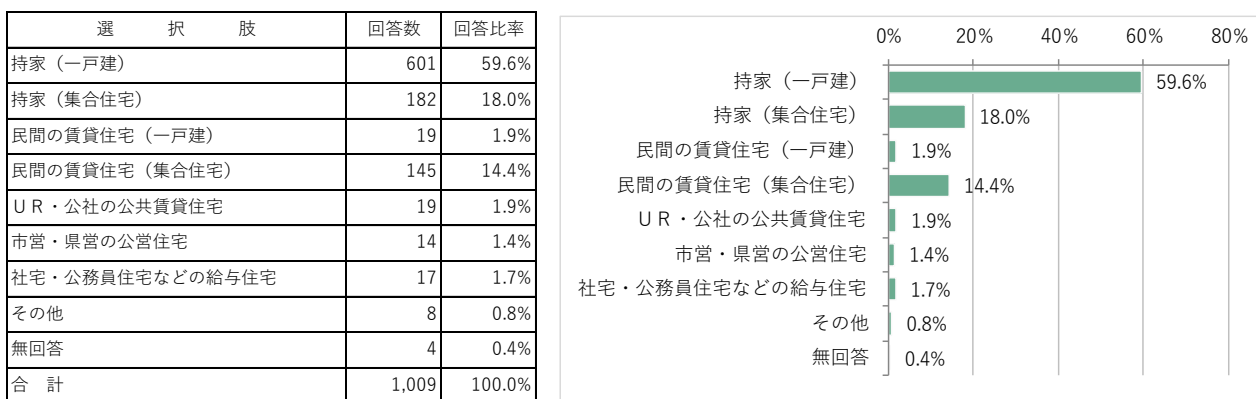 選 択 肢 回答数 回答比率
持家（一戸建） 601 59.6%
持家（集合住宅） 182 18.0%
民間の賃貸住宅（一戸建） 19 1.9%
民間の賃貸住宅（集合住宅） 145 14.4%
ＵＲ・公社の公共賃貸住宅 19 1.9%
市営・県営の公営住宅 14 1.4%
社宅・公務員住宅などの給与住宅 17 1.7%
その他 8 0.8%
無回答 4 0.4%
合　計 1,009 100.0%
0% 20% 40% 60% 80%
持家（一戸建） 59.6%
持家（集合住宅） 18.0%
民間の賃貸住宅（一戸建） 1.9%
民間の賃貸住宅（集合住宅） 14.4%
ＵＲ・公社の公共賃貸住宅 1.9%
市営・県営の公営住宅 1.4%
社宅・公務員住宅などの給与住宅 1.7%
その他 0.8%
無回答 0.4%